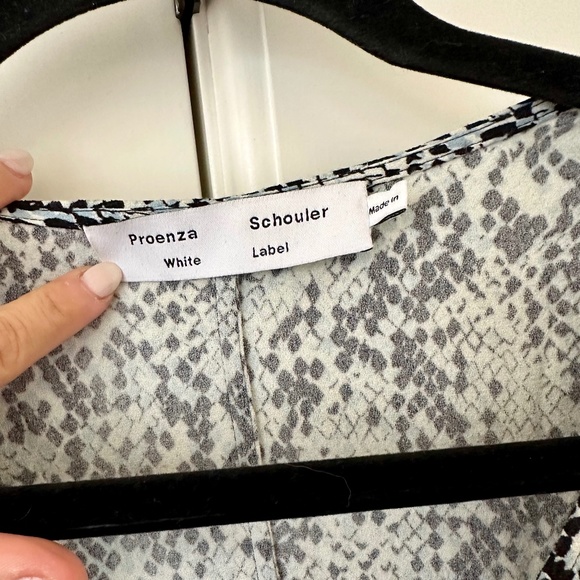 Proenza Schouler
White Label
Made in